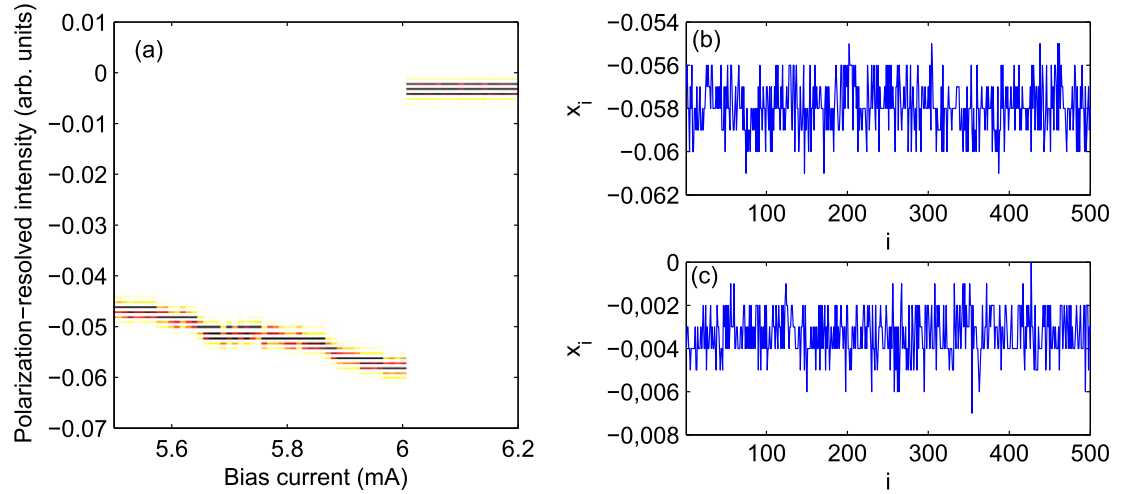 (a)
Polarization−resolved intensity (arb. units)
0.01
0
−0.01
−0.02
−0.03
−0.04
−0.05
−0.06
−0.07
5.6 5.8 6 6.2
Bias current (mA)
(b)
x_i
−0.054
−0.056
−0.058
−0.06
−0.062
100 200 300 400 500
i
(c)
x_i
0
−0,002
−0,004
−0,006
−0,008
100 200 300 400 500
i